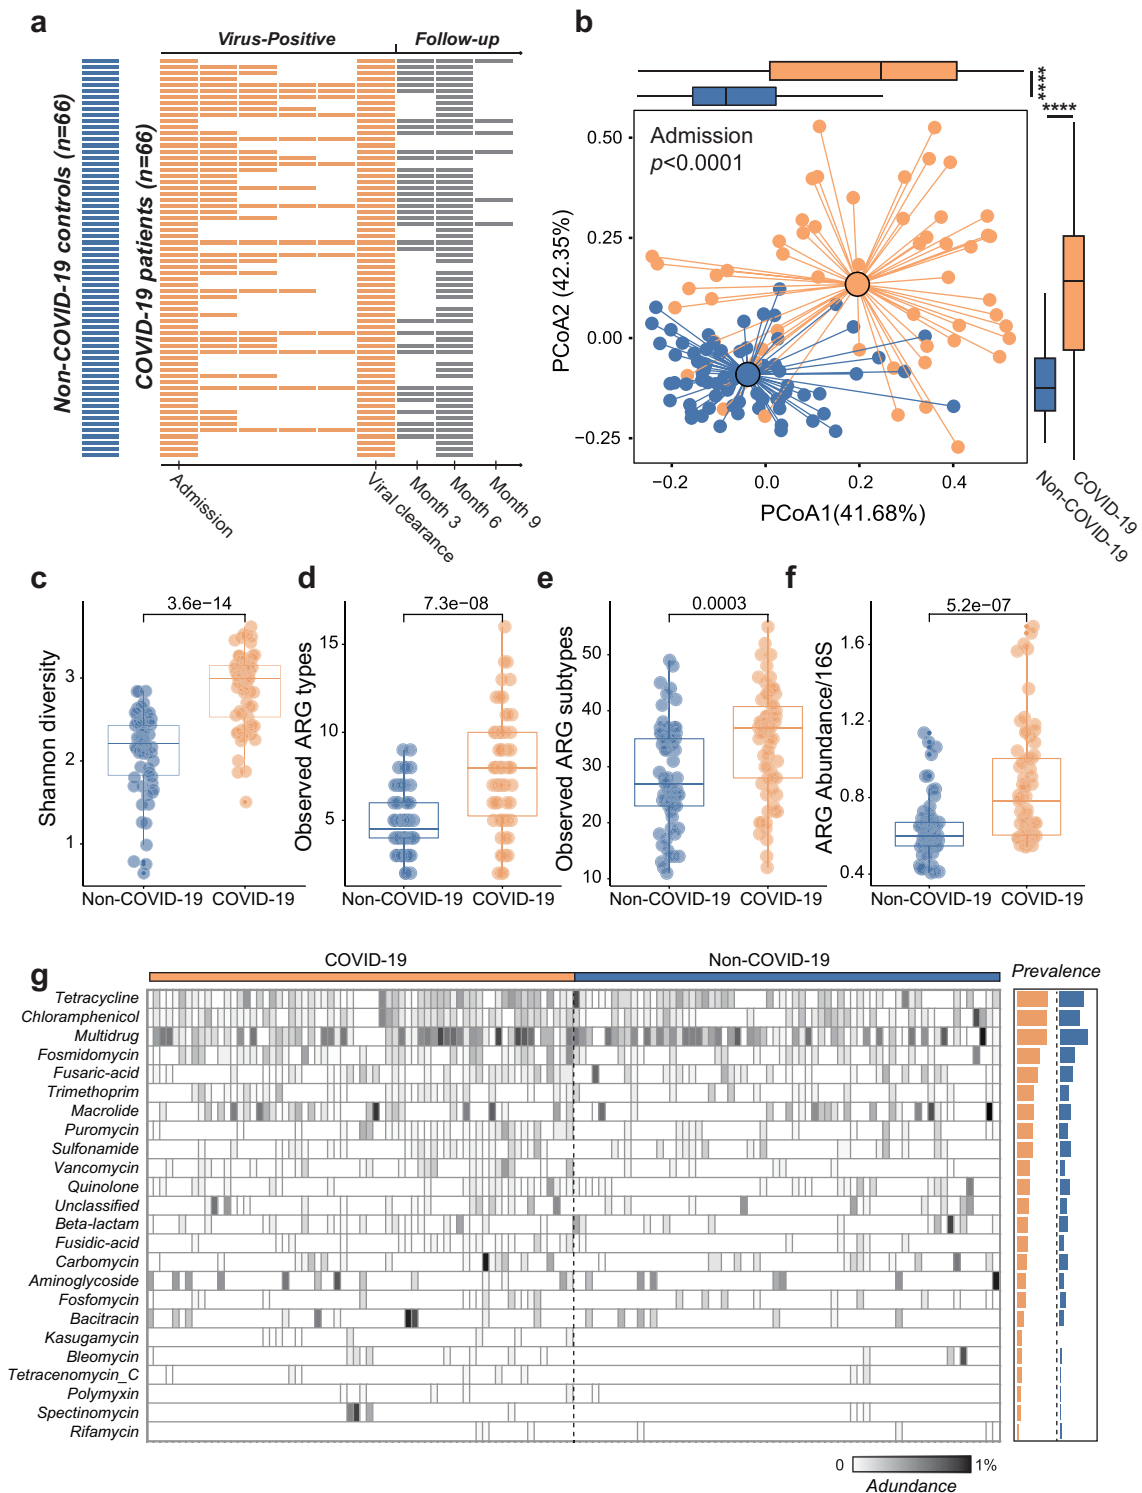 a
Virus-Positive
Follow-up
Non-COVID-19 controls (n=66)
COVID-19 patients (n=66)
Admission
Viral clearance
Month 3
Month 6
Month 9
b
****
****
Admission
p<0.0001
PCoA2 (42.35%)
0.50
0.25
0.00
−0.25
−0.2
0.0
0.2
0.4
PCoA1(41.68%)
COVID-19
Non-COVID-19
c
3.6e−14
Shannon diversity
3
2
1
Non-COVID-19
COVID-19
d
7.3e−08
Observed ARG types
15
10
5
Non-COVID-19
COVID-19
e
0.0003
Observed ARG subtypes
50
40
30
20
10
Non-COVID-19
COVID-19
f
5.2e−07
ARG Abundance/16S
1.6
1.2
0.8
0.4
Non-COVID-19
COVID-19
g
COVID-19
Non-COVID-19
Prevalence
Tetracycline
Chloramphenicol
Multidrug
Fosmidomycin
Fusaric-acid
Trimethoprim
Macrolide
Puromycin
Sulfonamide
Vancomycin
Quinolone
Unclassified
Beta-lactam
Fusidic-acid
Carbomycin
Aminoglycoside
Fosfomycin
Bacitracin
Kasugamycin
Bleomycin
Tetracenomycin_C
Polymyxin
Spectinomycin
Rifamycin
0
1%
Adundance